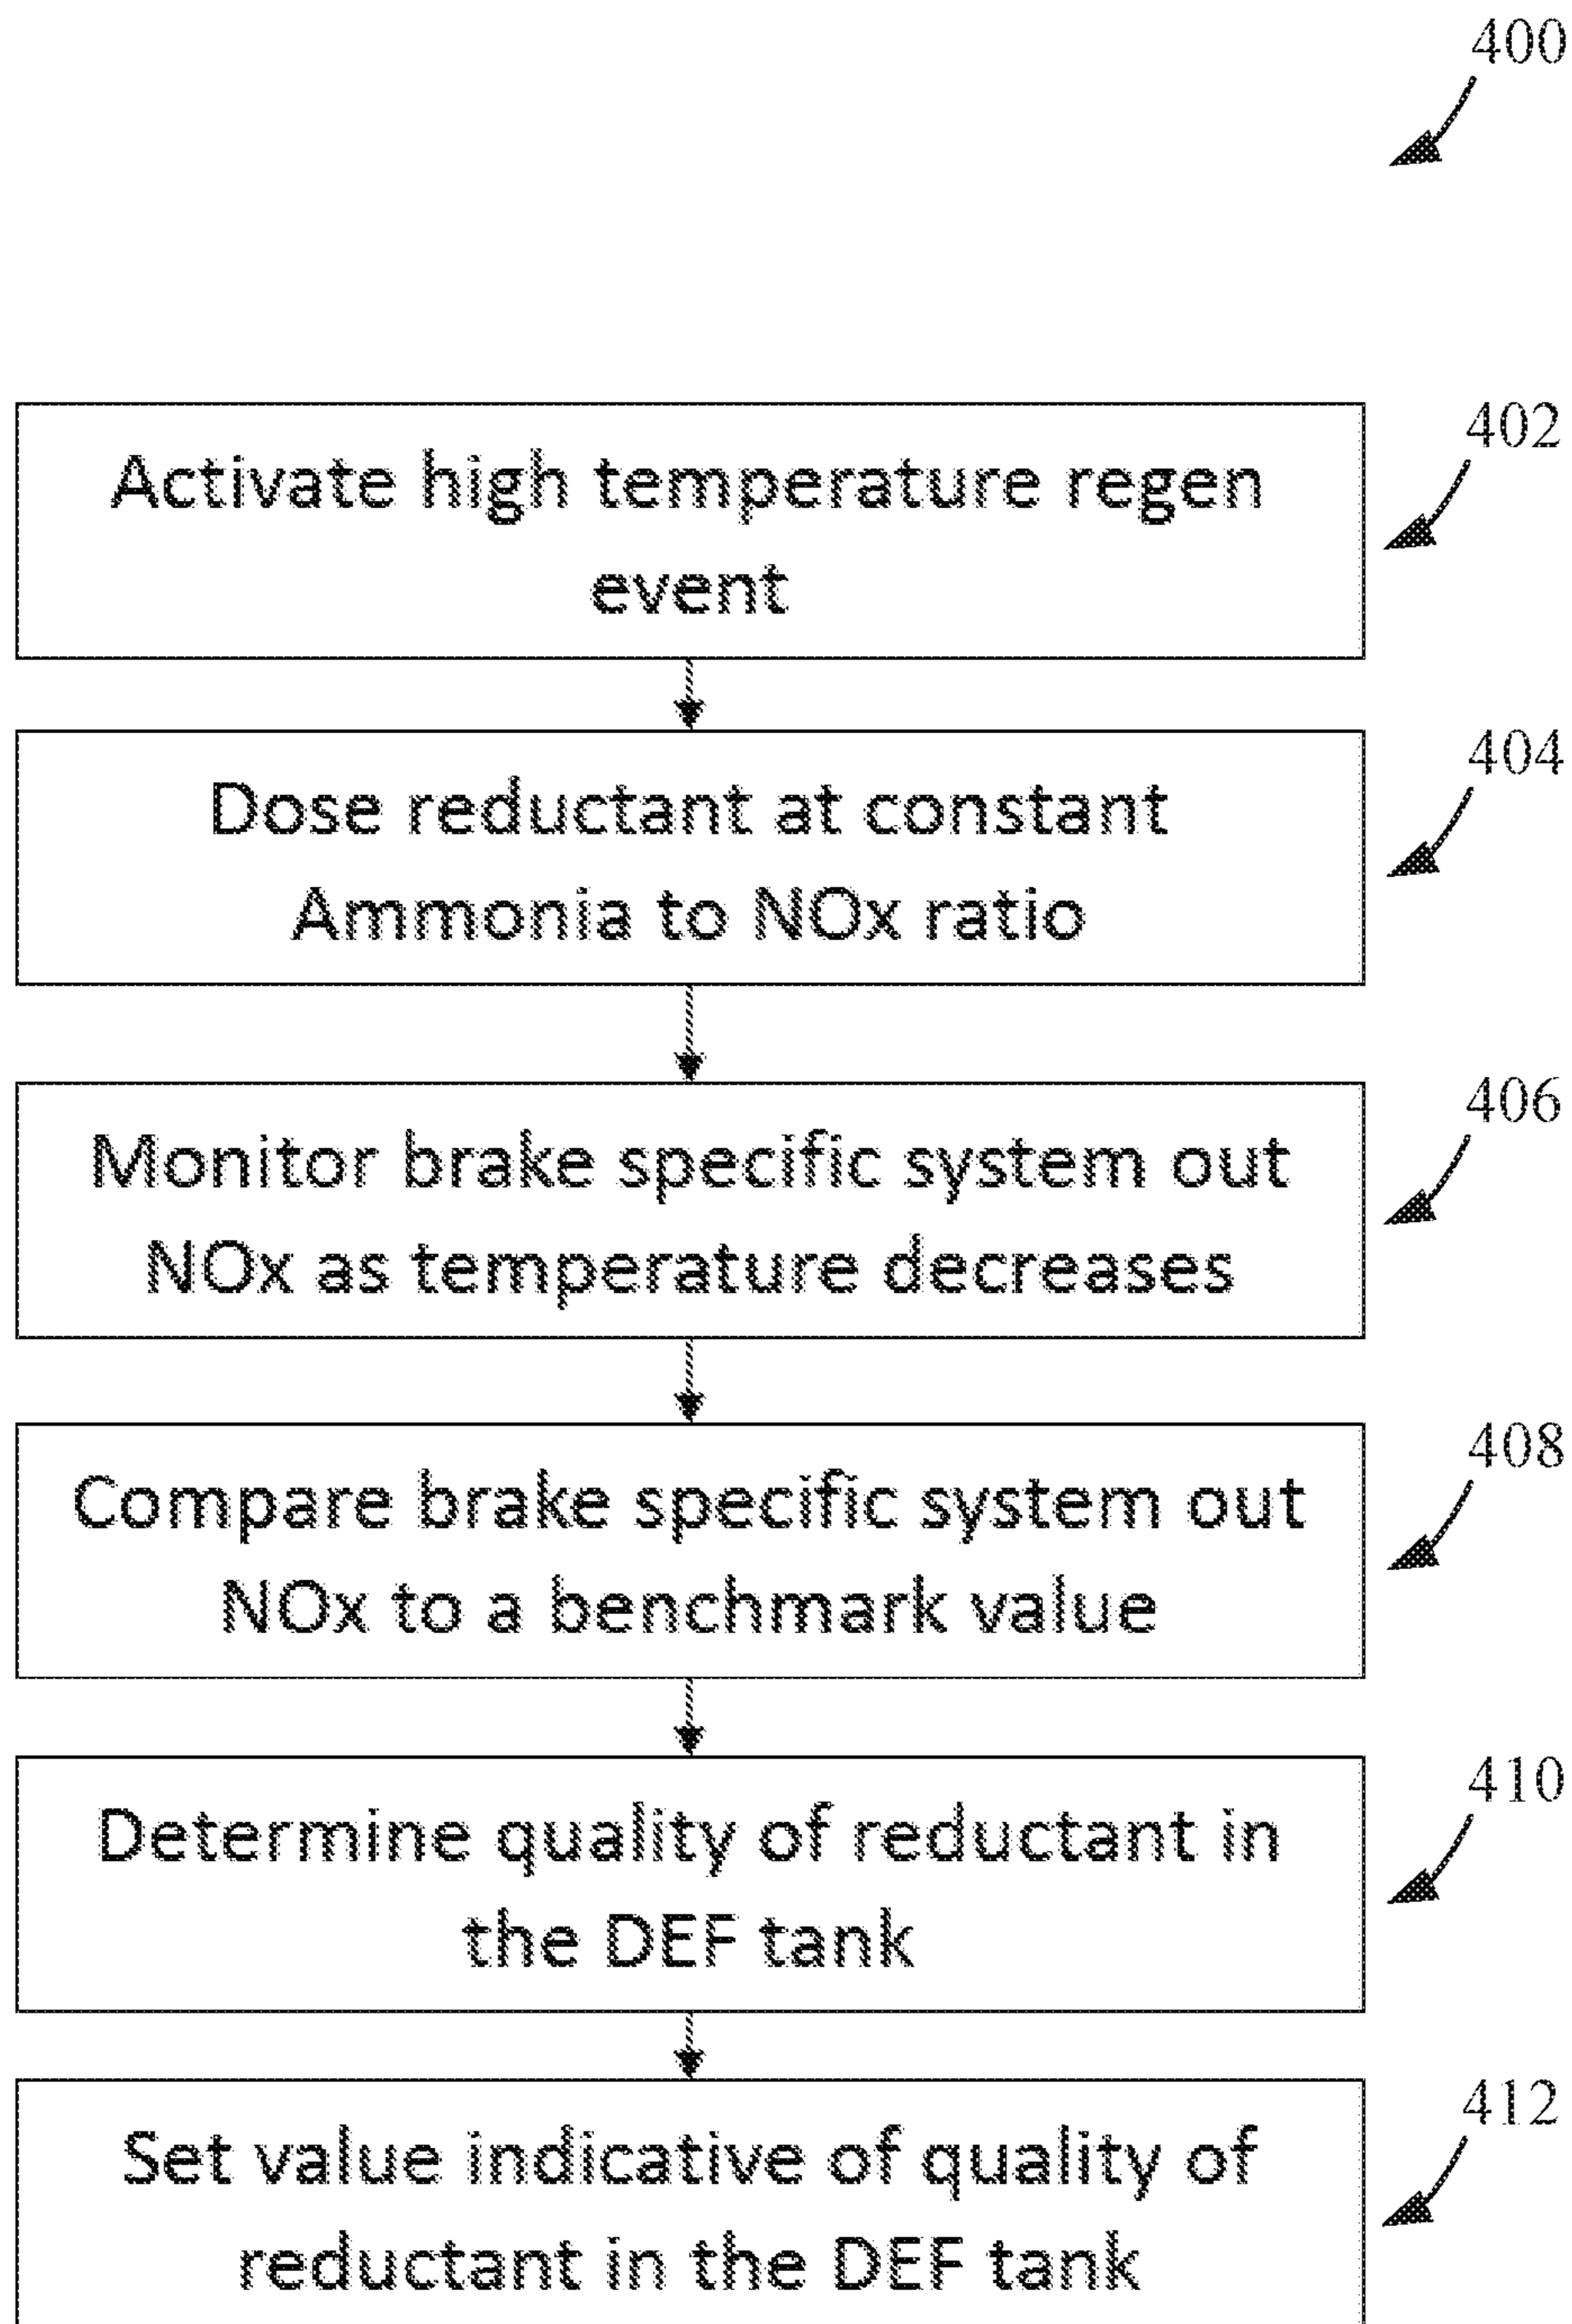 400
402
Activate high temperature regen
event
404
Dose reductant at constant
Ammonia to NOx ratio
406
Monitor brake specific system out
NOx as temperature decreases
408
Compare brake specific system out
NOx to a benchmark value
410
Determine quality of reductant in
the DEF tank
412
Set value indicative of quality of
reductant in the DEF tank